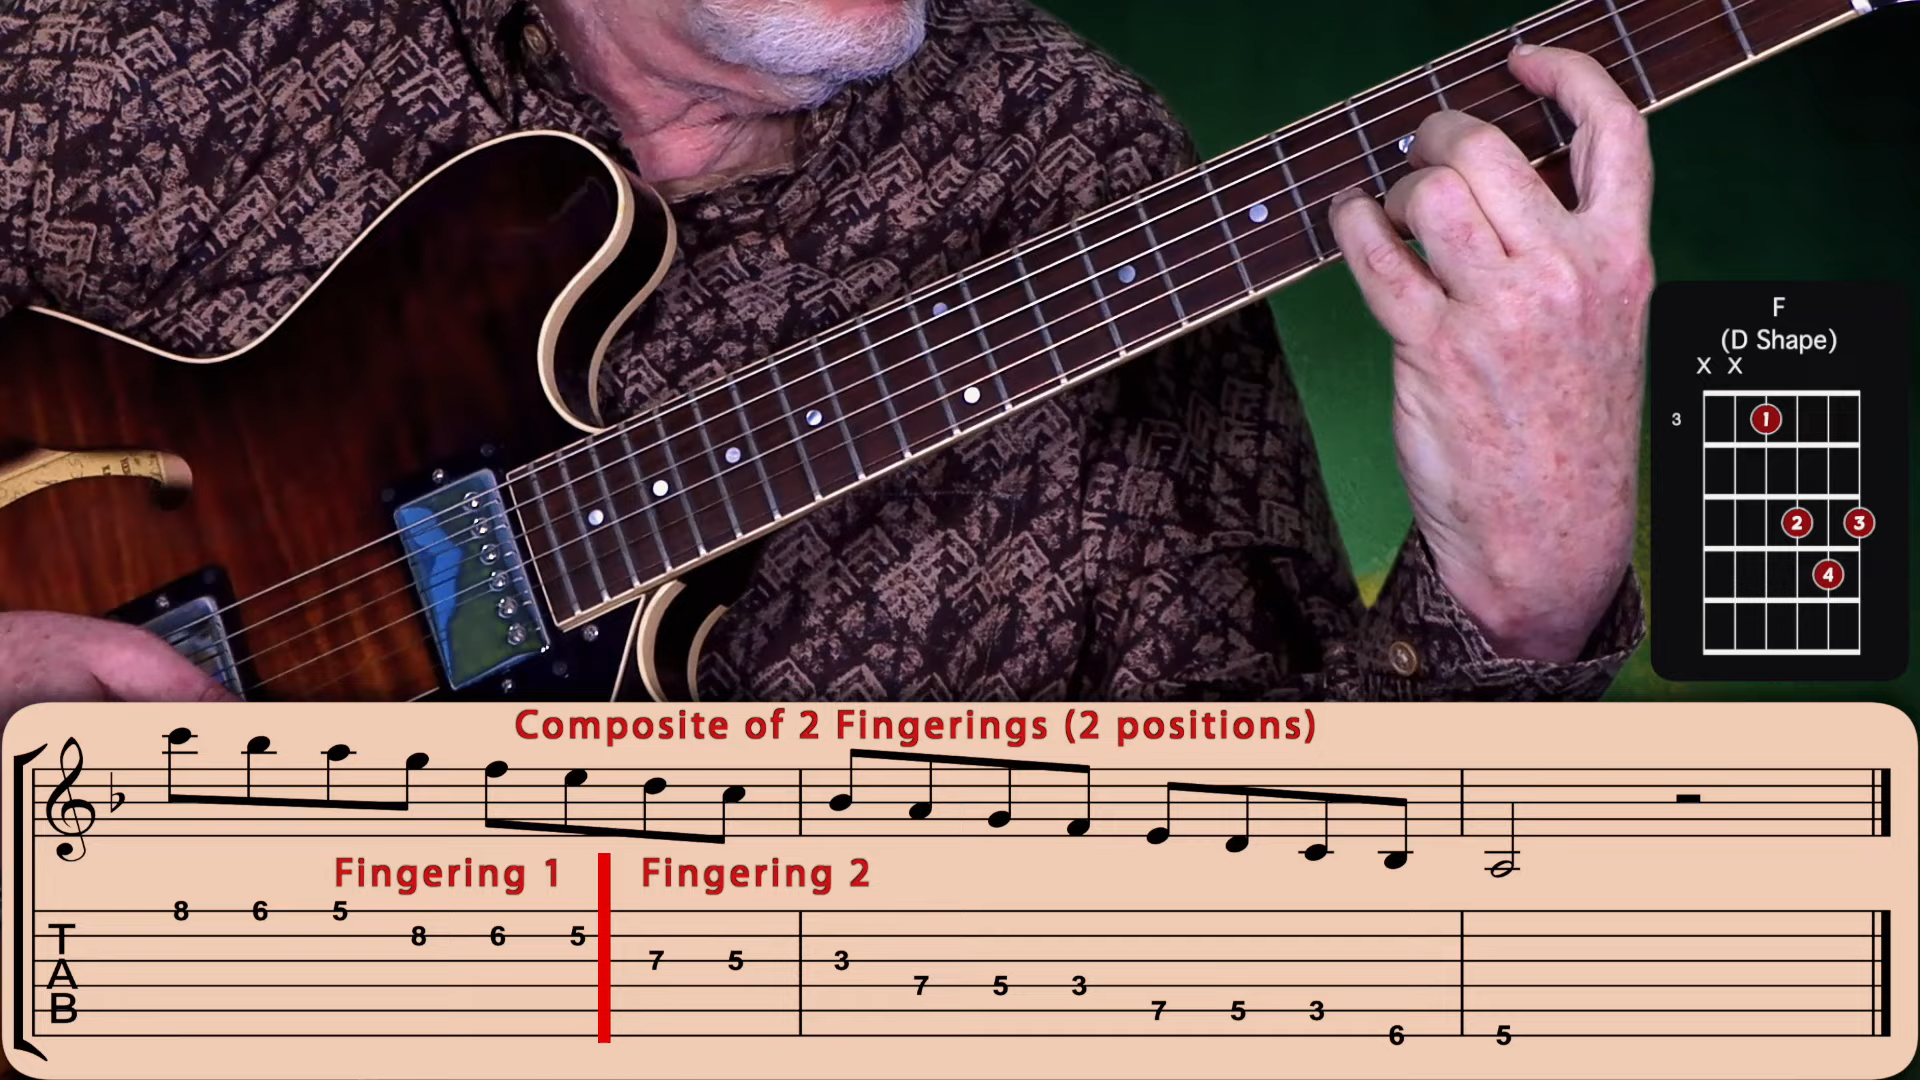 F
(D Shape)
X X
3
1
2 3
4
Composite of 2 Fingerings (2 positions)
Fingering 1 Fingering 2
T
A
B
8 6 5
8 6 5
7 5 3
7 5 3
7 5 3
6 5